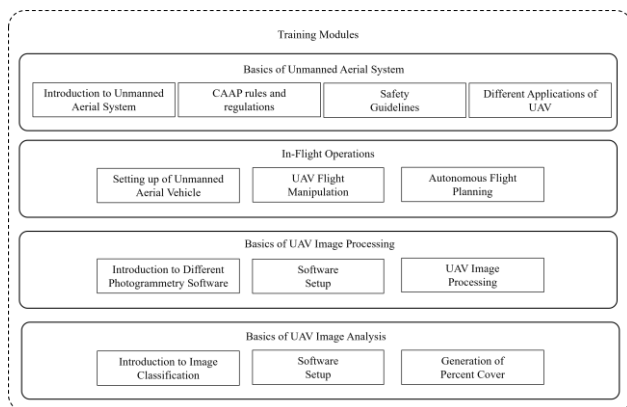 Training Modules
Basics of Unmanned Aerial System
Introduction to Unmanned
Aerial System
CAAP rules and
regulations
Safety
Guidelines
Different Applications of
UAV
In-Flight Operations
Setting up of Unmanned
Aerial Vehicle
UAV Flight
Manipulation
Autonomous Flight
Planning
Basics of UAV Image Processing
Introduction to Different
Photogrammetry Software
Software
Setup
UAV Image
Processing
Basics of UAV Image Analysis
Introduction to Image
Classification
Software
Setup
Generation of
Percent Cover